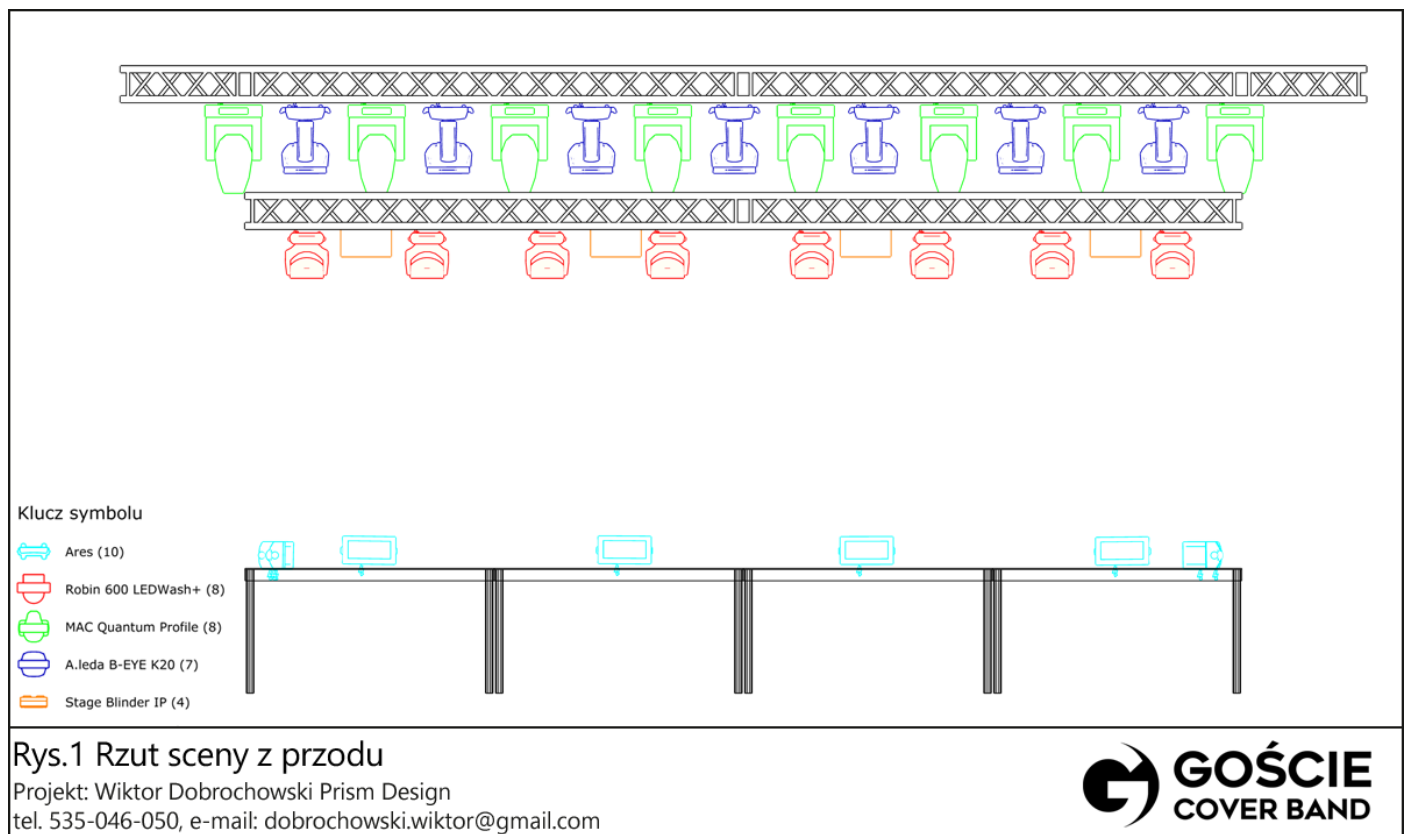 Klucz symbolu
Ares (10)
Robin 600 LEDWash+ (8)
MAC Quantum Profile (8)
A.leda B-EYE K20 (7)
Stage Blinder IP (4)
Rys.1 Rzut sceny z przodu
Projekt: Wiktor Dobrochowski Prism Design
tel. 535-046-050, e-mail: dobrochowski.wiktor@gmail.com
GOŚCIE
COVER BAND